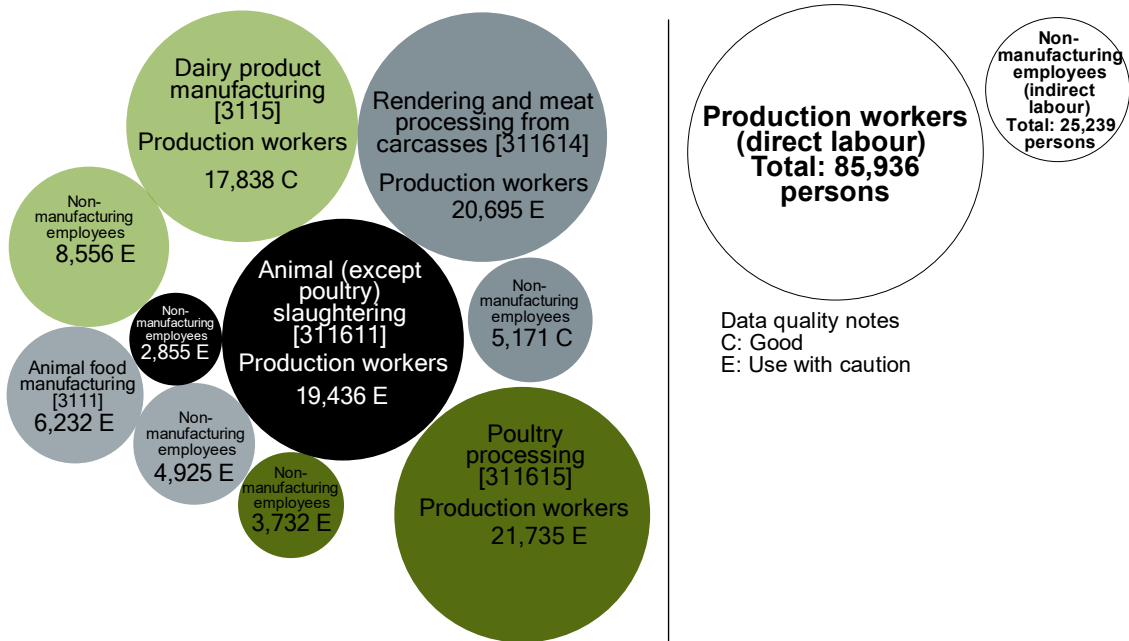 Dairy product
manufacturing
[3115]
Production workers
17,838 C
Rendering and meat
processing from
carcasses [311614]
Production workers
20,695 E
Non-
manufacturing
employees
8,556 E
Non-
manufacturing
employees
2,855 E
Animal (except
poultry)
slaughtering
[311611]
Production workers
19,436 E
Non-
manufacturing
employees
5,171 C
Animal food
manufacturing
[3111]
6,232 E
Non-
manufacturing
employees
4,925 E
Non-
manufacturing
employees
3,732 E
Poultry
processing
[311615]
Production workers
21,735 E
Production workers
(direct labour)
Total: 85,936
persons
Non-
manufacturing
employees
(indirect
labour)
Total: 25,239
persons
Data quality notes
C: Good
E: Use with caution